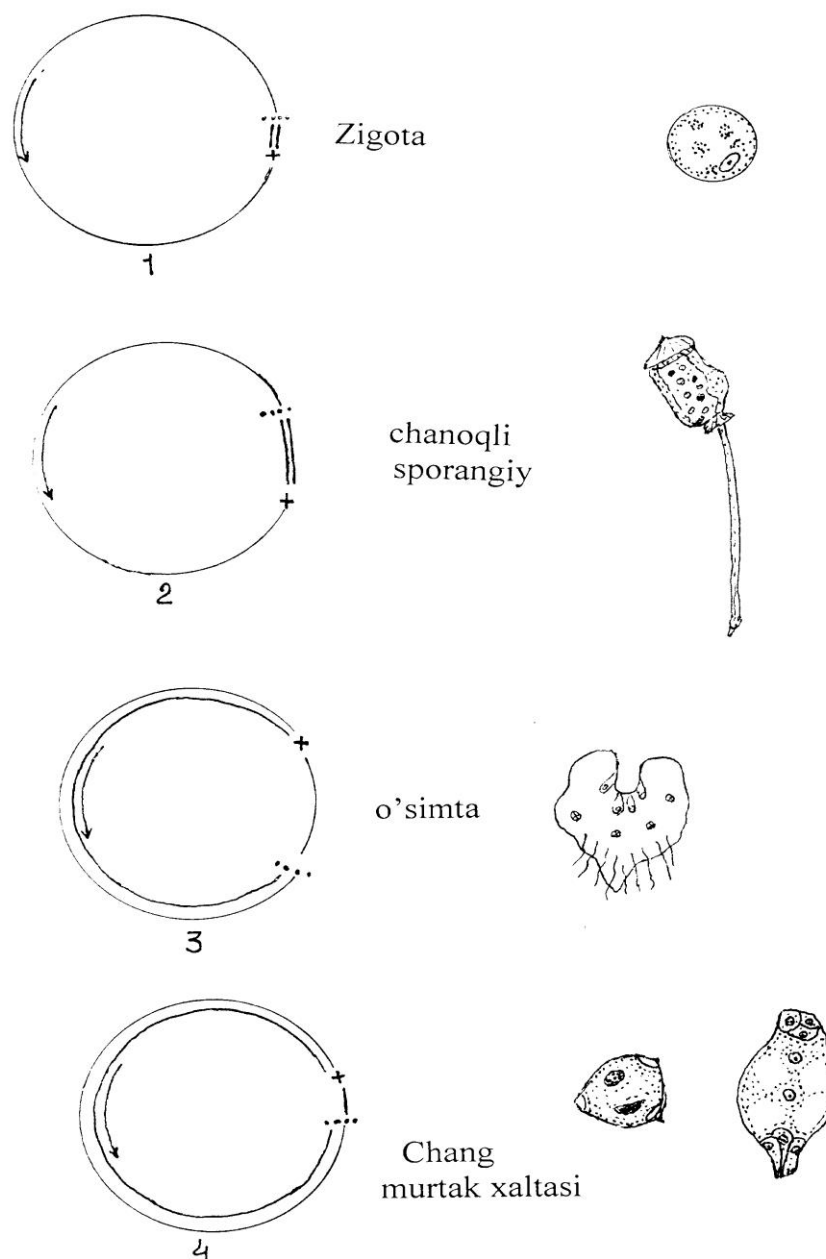 Zigota
1
chanoqli
sporangiy
2
o'simta
3
Chang
murtak xaltasi
4